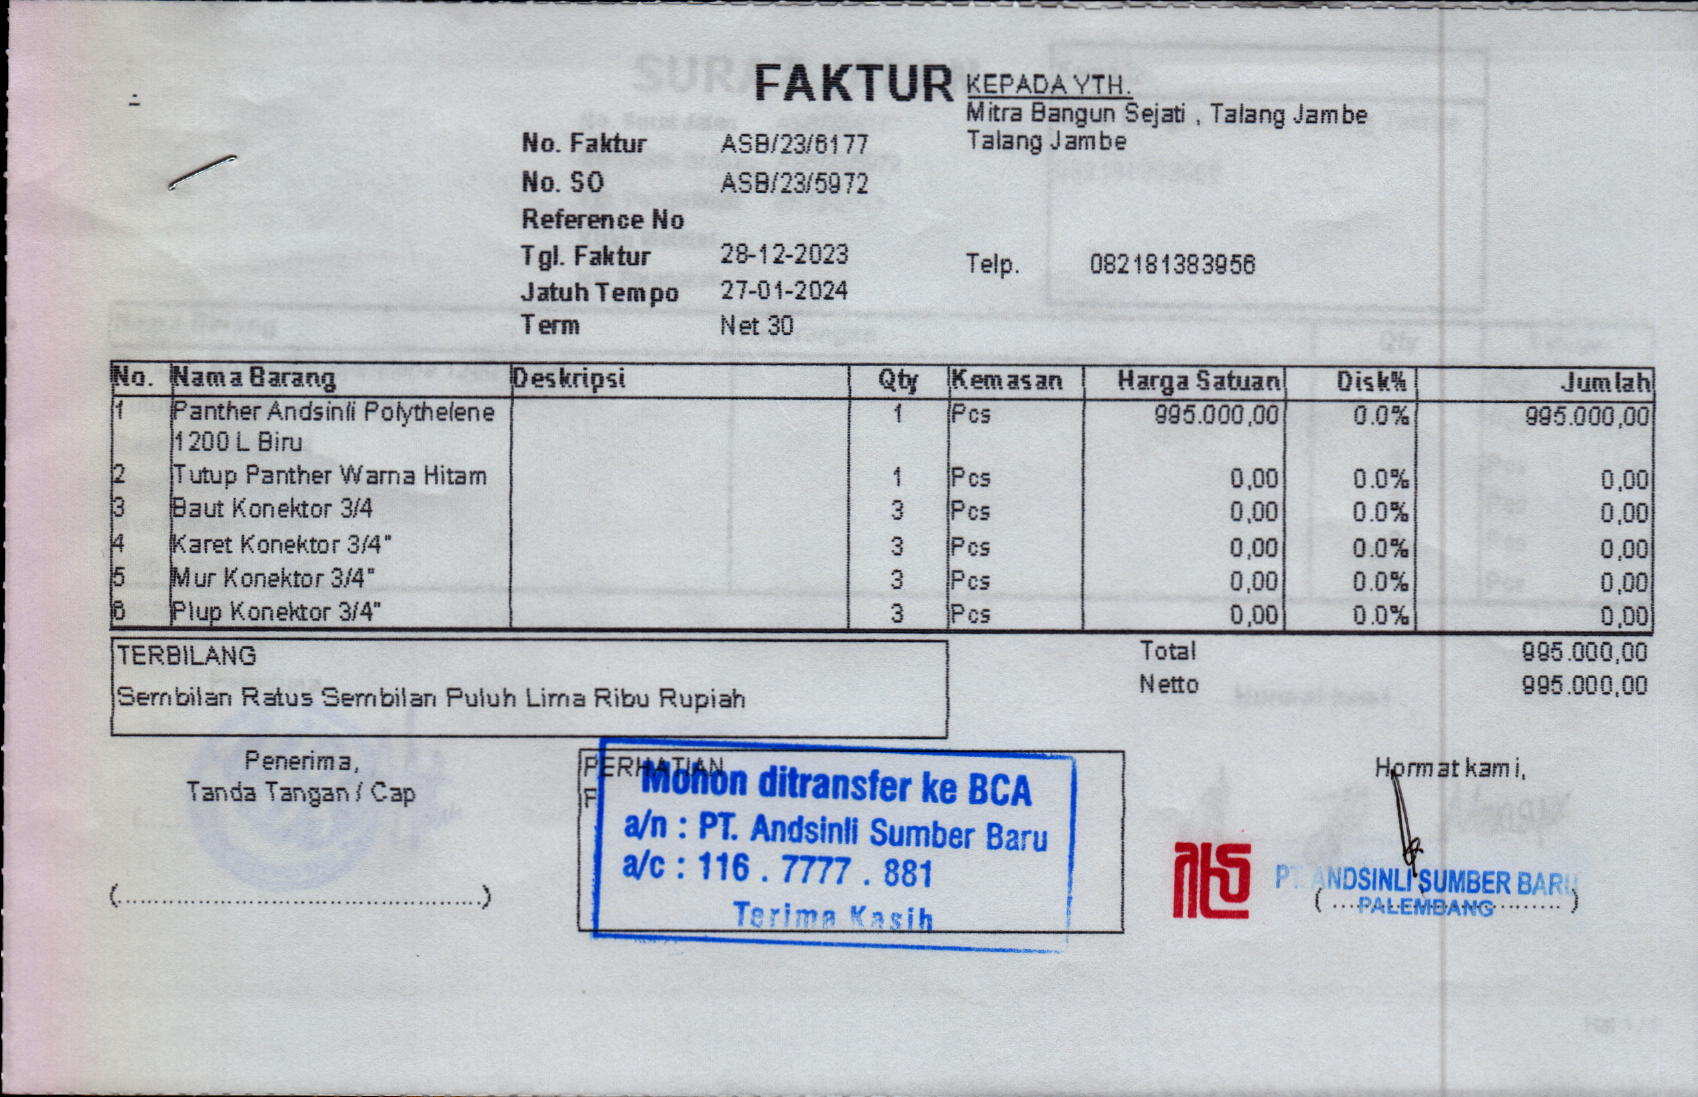 FAKTUR
KEPADA YTH.
Mitra Bangun Sejati , Talang Jambe
Talang Jambe
No. Faktur ASB/23/6177
No. SO ASB/23/5972
Reference No
Tgl. Faktur 28-12-2023
Telp. 082181383956
Jatuh Tempo 27-01-2024
Term Net 30
No. Nama Barang Deskripsi Qty Kemasan Harga Satuan Disk% Jumlah
1 Panther Andsinli Polythelene 1 Pcs 995.000,00 0.0% 995.000,00
1200 L Biru
2 Tutup Panther Warna Hitam 1 Pcs 0,00 0.0% 0,00
3 Baut Konektor 3/4 3 Pcs 0,00 0.0% 0,00
4 Karet Konektor 3/4" 3 Pcs 0,00 0.0% 0,00
5 Mur Konektor 3/4" 3 Pcs 0,00 0.0% 0,00
6 Plup Konektor 3/4" 3 Pcs 0,00 0.0% 0,00
TERBILANG
Sembilan Ratus Sembilan Puluh Lima Ribu Rupiah
Total 995.000,00
Netto 995.000,00
Penerima,
Tanda Tangan / Cap
(................................................)
PERHATIAN
Mohon ditransfer ke BCA
a/n : PT. Andsinli Sumber Baru
a/c : 116 . 7777 . 881
Terima Kasih
Hormat kami,
PT. ANDSINLI SUMBER BARU
PALEMBANG